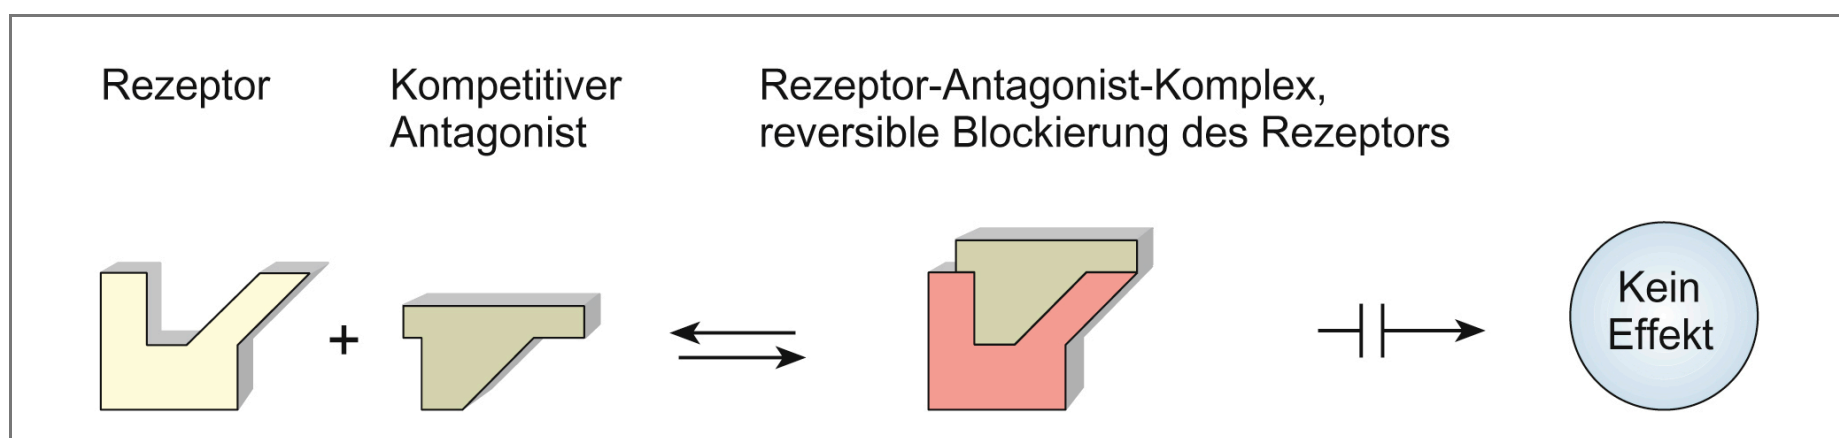 Rezeptor
Kompetitiver
Antagonist
Rezeptor-Antagonist-Komplex,
reversible Blockierung des Rezeptors
+
Kein
Effekt